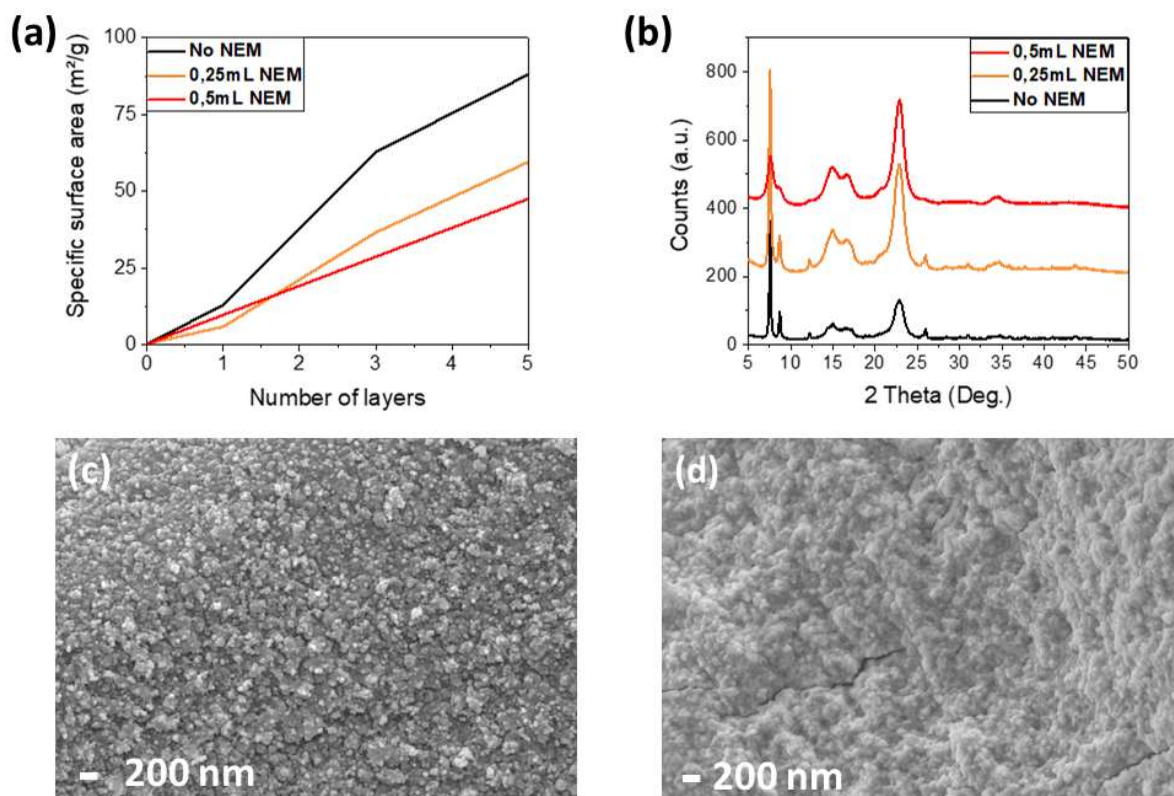 (a)
No NEM
0,25mL NEM
0,5mL NEM
Specific surface area (m²/g)
100
75
50
25
0
0 1 2 3 4 5
Number of layers
(b)
0,5mL NEM
0,25mL NEM
No NEM
Counts (a.u.)
800
600
400
200
0
5 10 15 20 25 30 35 40 45 50
2 Theta (Deg.)
(c)
200 nm
(d)
200 nm